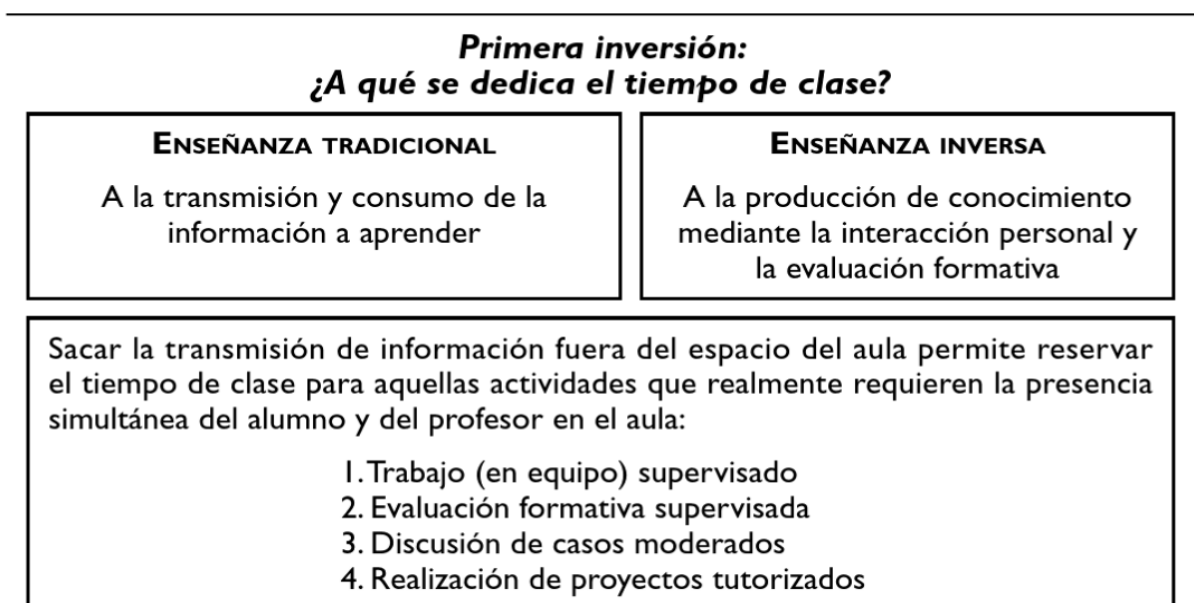 Primera inversión:
¿A qué se dedica el tiempo de clase?
ENSEÑANZA TRADICIONAL
A la transmisión y consumo de la
información a aprender
ENSEÑANZA INVERSA
A la producción de conocimiento
mediante la interacción personal y
la evaluación formativa
Sacar la transmisión de información fuera del espacio del aula permite reservar
el tiempo de clase para aquellas actividades que realmente requieren la presencia
simultánea del alumno y del profesor en el aula:
1. Trabajo (en equipo) supervisado
2. Evaluación formativa supervisada
3. Discusión de casos moderados
4. Realización de proyectos tutorizados